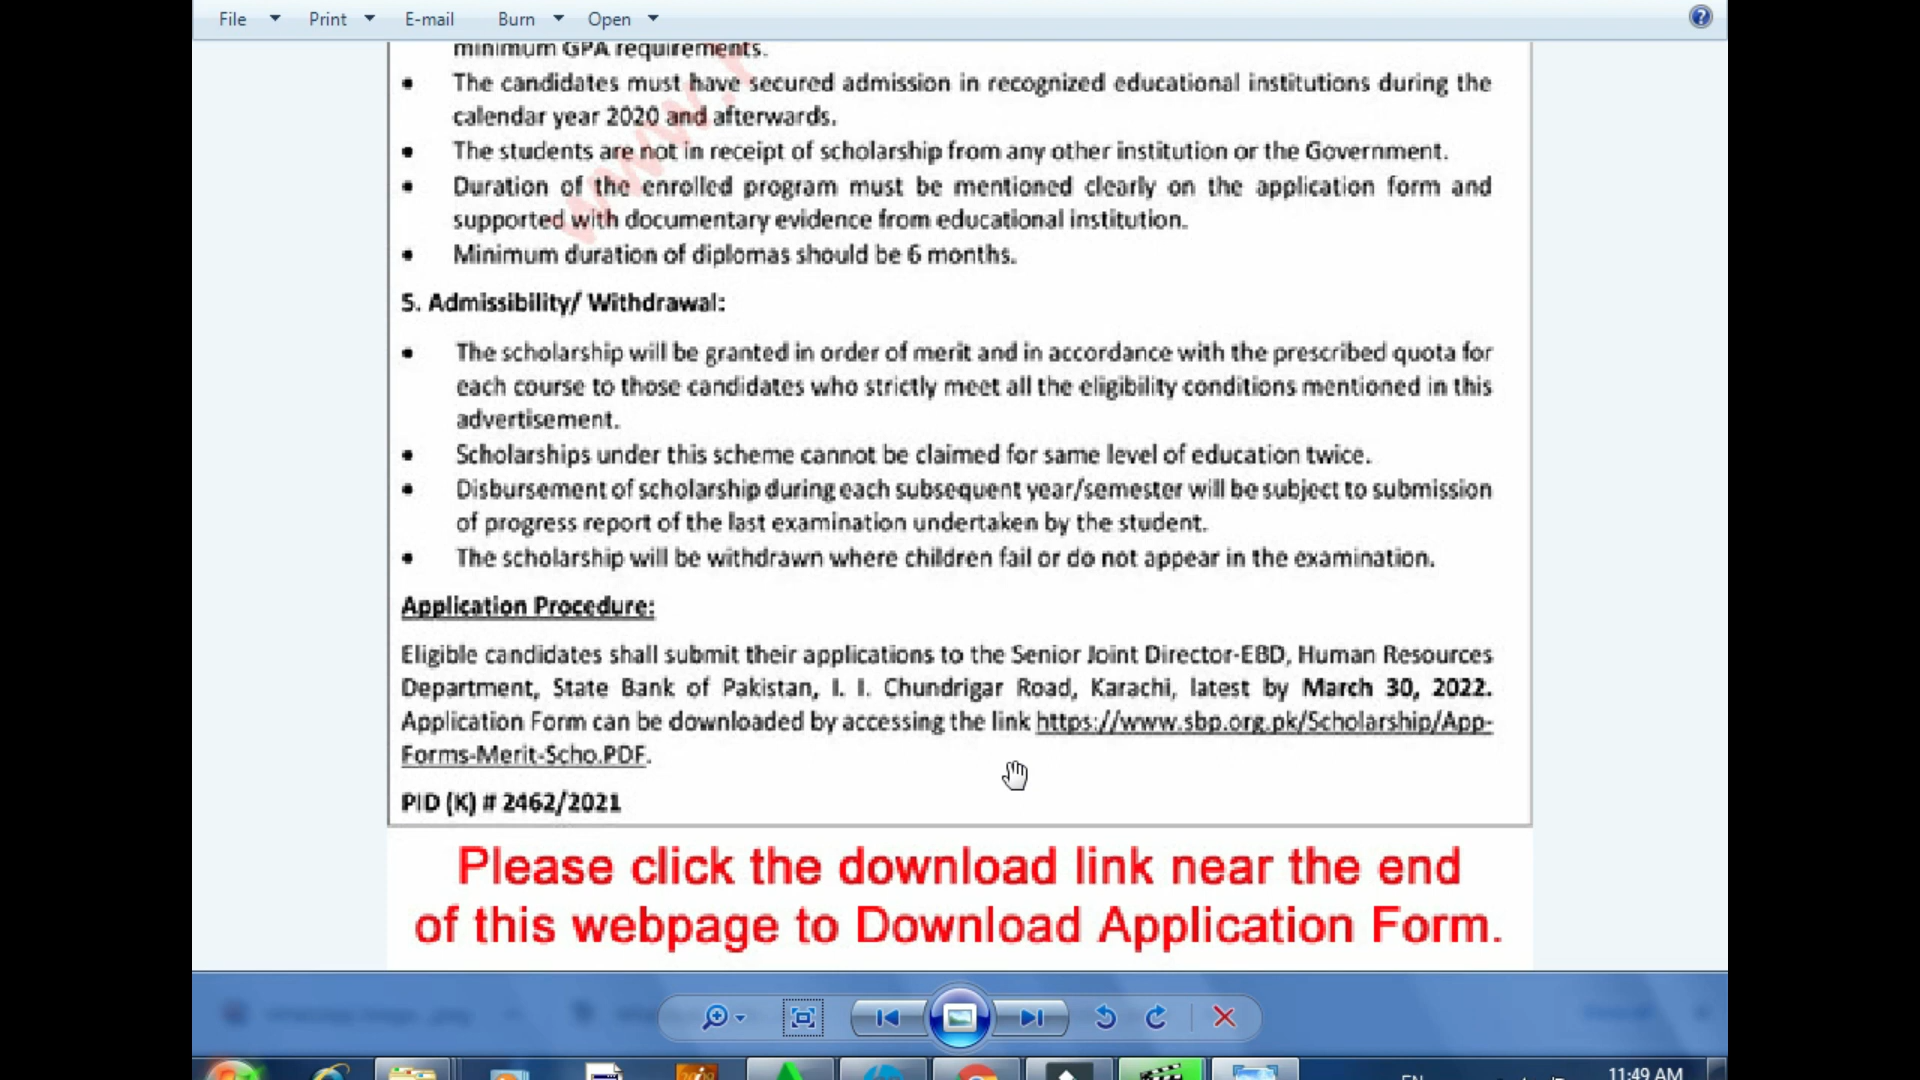 File Print E-mail Burn Open
minimum GPA requirements.
• The candidates must have secured admission in recognized educational institutions during the
calendar year 2020 and afterwards.
• The students are not in receipt of scholarship from any other institution or the Government.
• Duration of the enrolled program must be mentioned clearly on the application form and
supported with documentary evidence from educational institution.
• Minimum duration of diplomas should be 6 months.
5. Admissibility/ Withdrawal:
• The scholarship will be granted in order of merit and in accordance with the prescribed quota for
each course to those candidates who strictly meet all the eligibility conditions mentioned in this
advertisement.
• Scholarships under this scheme cannot be claimed for same level of education twice.
• Disbursement of scholarship during each subsequent year/semester will be subject to submission
of progress report of the last examination undertaken by the student.
• The scholarship will be withdrawn where children fail or do not appear in the examination.
Application Procedure:
Eligible candidates shall submit their applications to the Senior Joint Director-EBD, Human Resources
Department, State Bank of Pakistan, I. I. Chundrigar Road, Karachi, latest by March 30, 2022.
Application Form can be downloaded by accessing the link https://www.sbp.org.pk/Scholarship/App-
Forms-Merit-Scho.PDF.
PID (K) # 2462/2021
Please click the download link near the end
of this webpage to Download Application Form.
www.
EN
11:49 AM